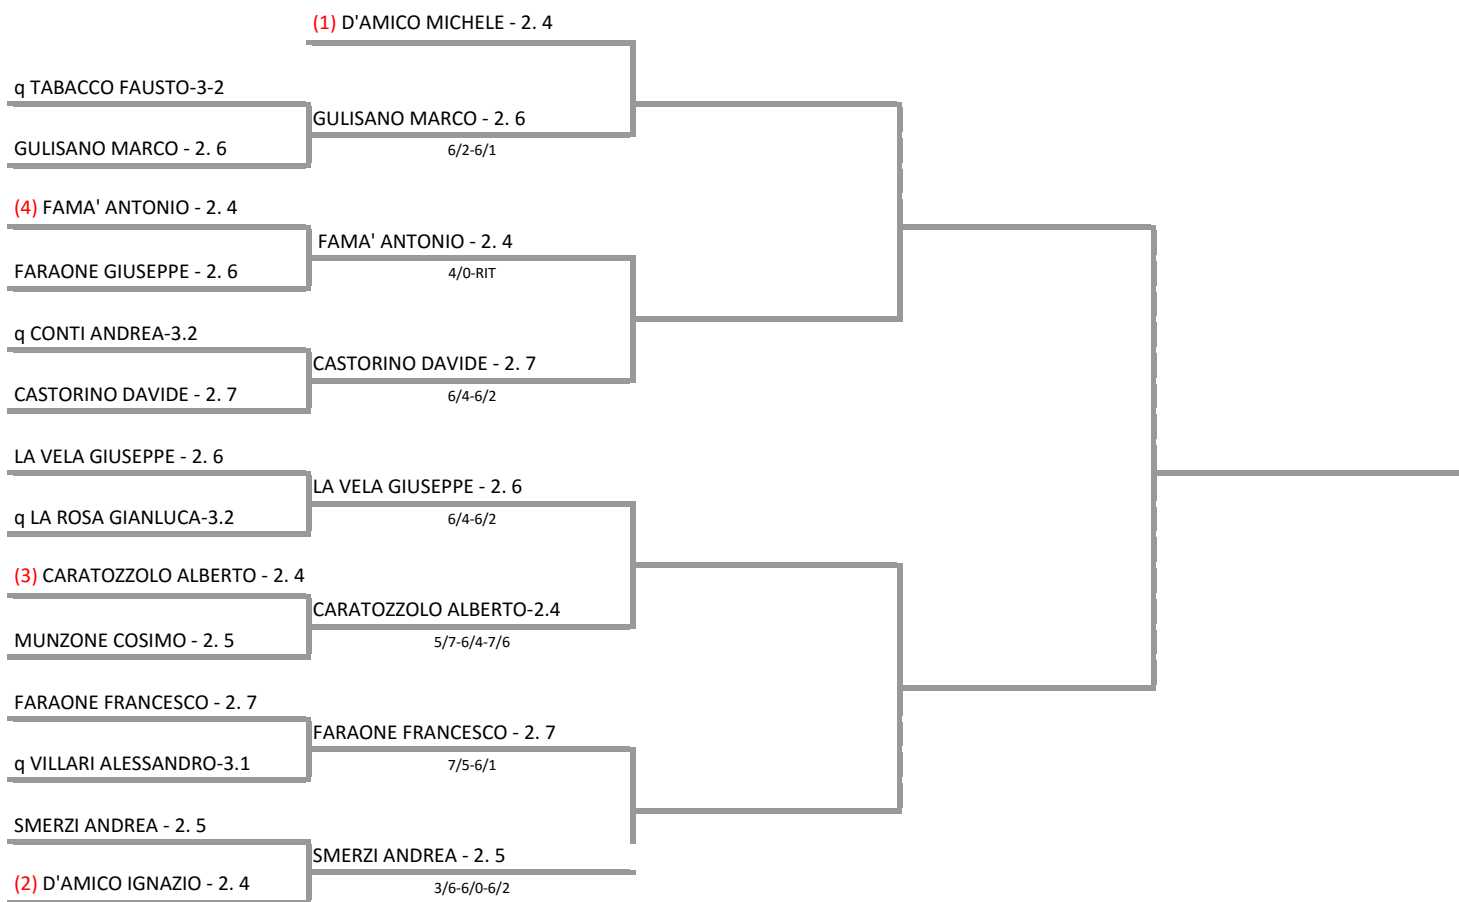 (1) D'AMICO MICHELE - 2. 4
q TABACCO FAUSTO-3-2
GULISANO MARCO - 2. 6
GULISANO MARCO - 2. 6
6/2-6/1
(4) FAMA' ANTONIO - 2. 4
FAMA' ANTONIO - 2. 4
FARAONE GIUSEPPE - 2. 6
4/0-RIT
q CONTI ANDREA-3.2
CASTORINO DAVIDE - 2. 7
CASTORINO DAVIDE - 2. 7
6/4-6/2
LA VELA GIUSEPPE - 2. 6
LA VELA GIUSEPPE - 2. 6
q LA ROSA GIANLUCA-3.2
6/4-6/2
(3) CARATOZZOLO ALBERTO - 2. 4
CARATOZZOLO ALBERTO-2.4
MUNZONE COSIMO - 2. 5
5/7-6/4-7/6
FARAONE FRANCESCO - 2. 7
FARAONE FRANCESCO - 2. 7
q VILLARI ALESSANDRO-3.1
7/5-6/1
SMERZI ANDREA - 2. 5
SMERZI ANDREA - 2. 5
(2) D'AMICO IGNAZIO - 2. 4
3/6-6/0-6/2